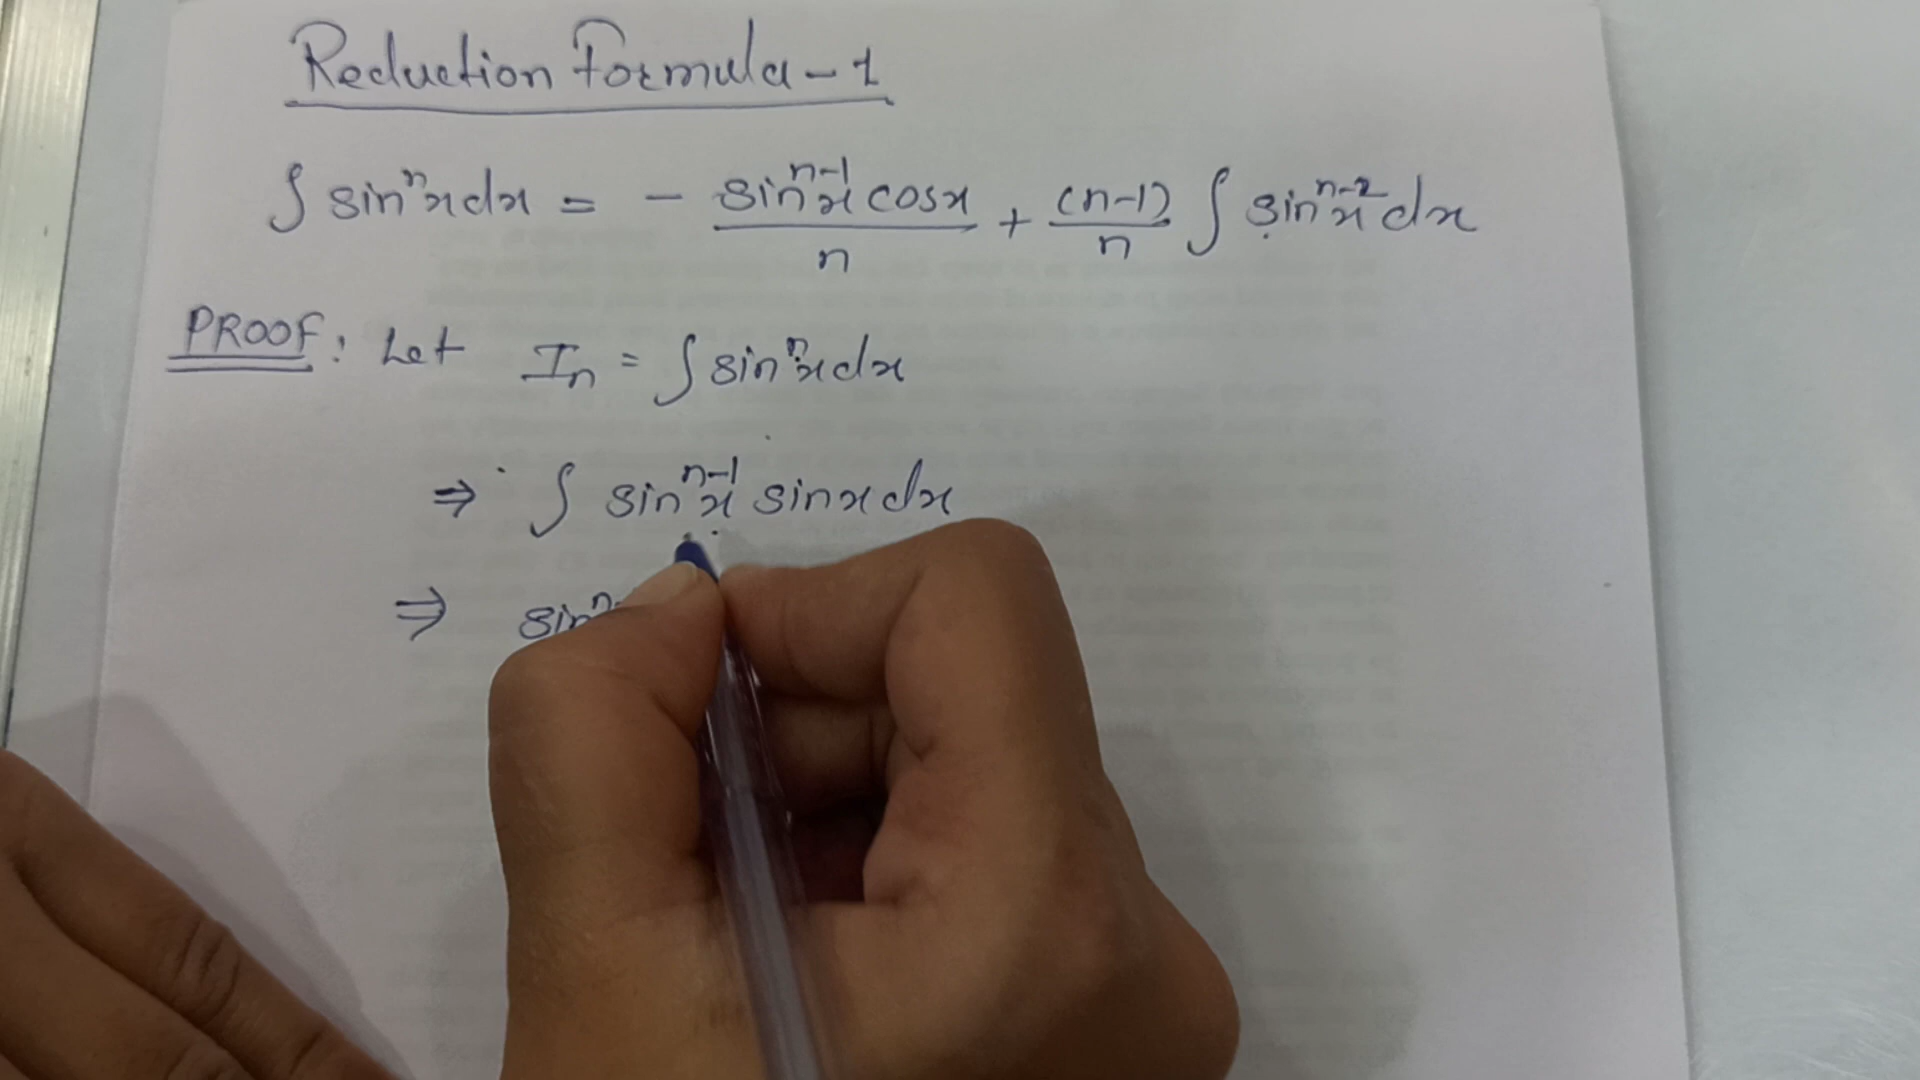 Reduction Formula - 1
∫ sinⁿx dx = - sinⁿ⁻¹x cosx / n + (n-1) / n ∫ sinⁿ⁻²x dx
PROOF : Let Iₙ = ∫ sinⁿx dx
⇒ ∫ sinⁿ⁻¹x sinx dx
⇒ sinⁿ